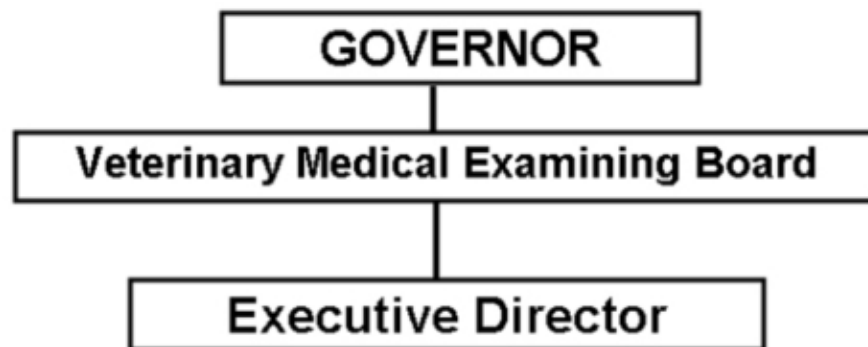 GOVERNOR
Veterinary Medical Examining Board
Executive Director